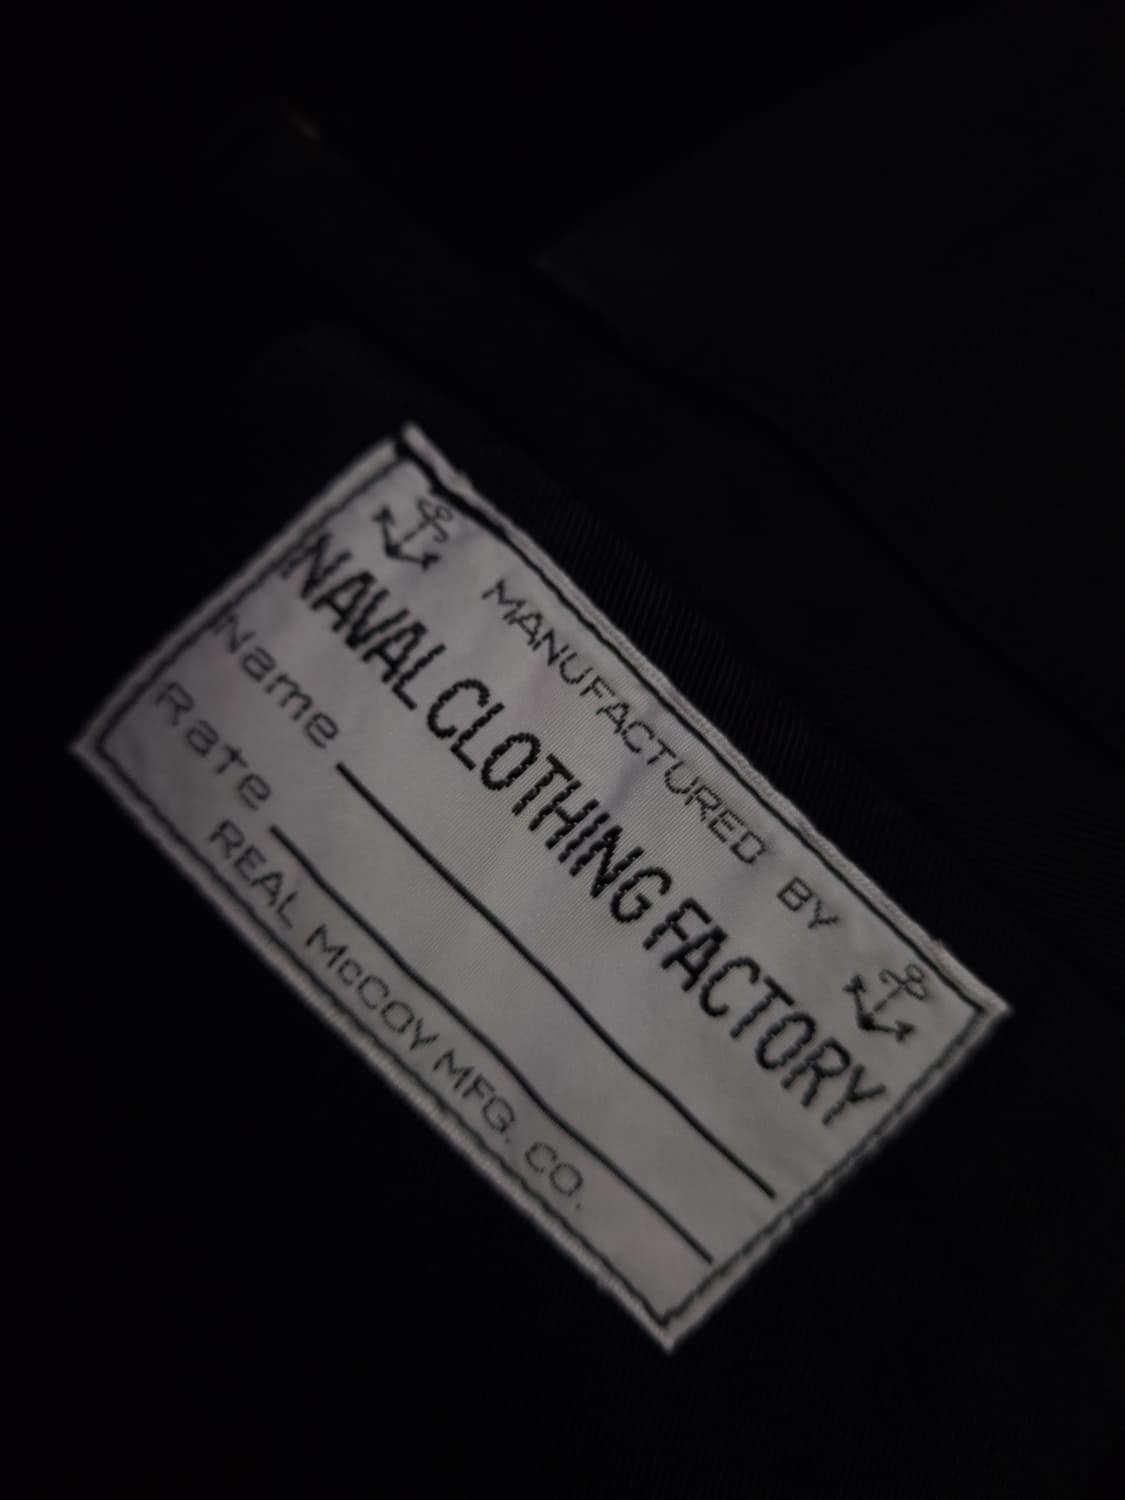 MANUFACTURED BY
NAVAL CLOTHING FACTORY
Name
Rate
REAL McCOY MFG. CO.